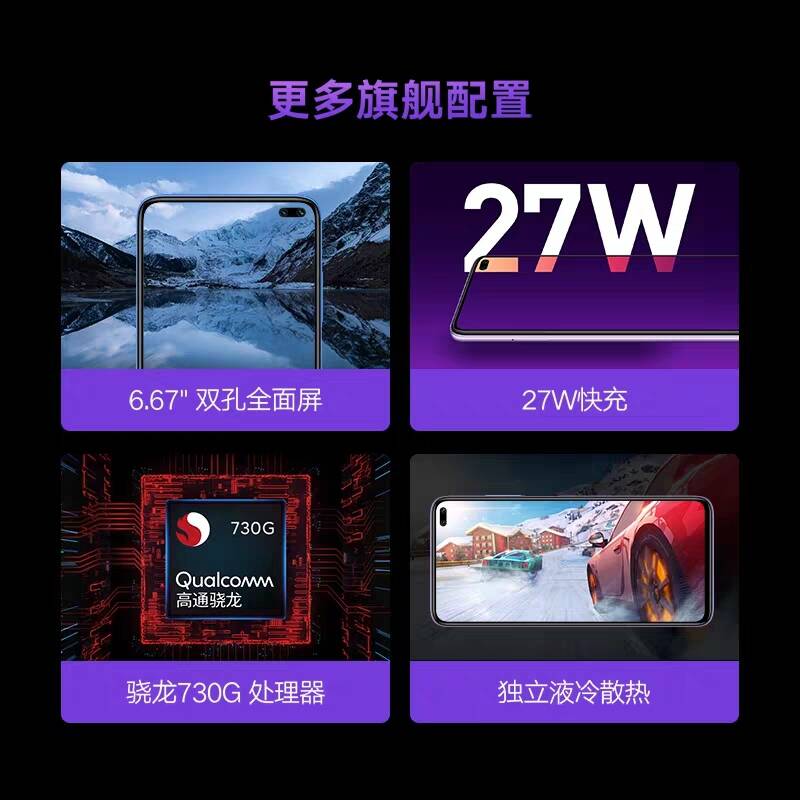 更多旗舰配置
27W
6.67" 双孔全面屏
27W快充
730G
Qualcomm
高通骁龙
骁龙730G 处理器
独立液冷散热